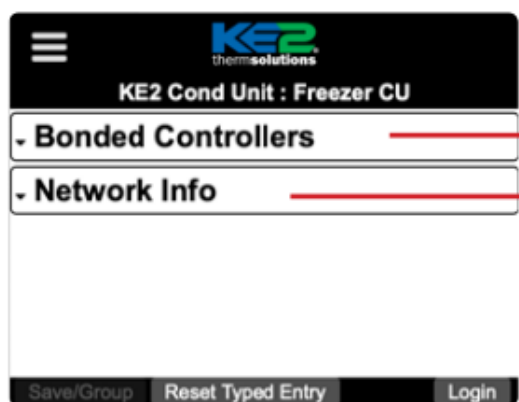 KE2
thermsolutions
KE2 Cond Unit : Freezer CU
Bonded Controllers
Network Info
Save/Group Reset Typed Entry Login